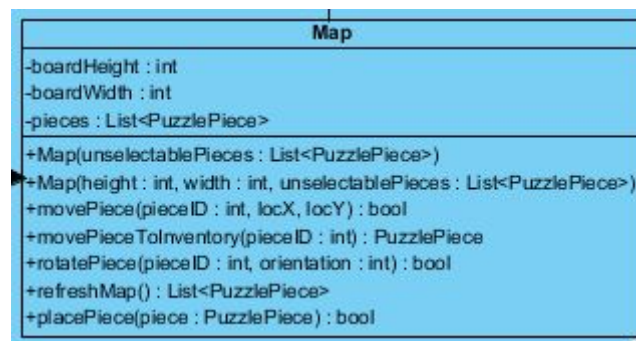 Map
-boardHeight : int
-boardWidth : int
-pieces : List<PuzzlePiece>
+Map(unselectablePieces : List<PuzzlePiece>)
+Map(height : int, width : int, unselectablePieces : List<PuzzlePiece>)
+movePiece(pieceID : int, locX, locY) : bool
+movePieceToInventory(pieceID : int) : PuzzlePiece
+rotatePiece(pieceID : int, orientation : int) : bool
+refreshMap() : List<PuzzlePiece>
+placePiece(piece : PuzzlePiece) : bool